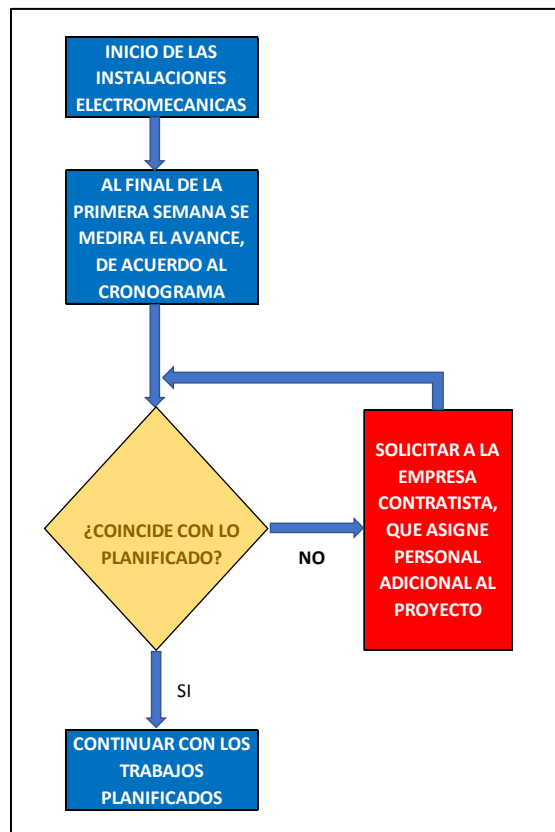 INICIO DE LAS
INSTALACIONES
ELECTROMECANICAS
AL FINAL DE LA
PRIMERA SEMANA SE
MEDIRA EL AVANCE,
DE ACUERDO AL
CRONOGRAMA
¿COINCIDE CON LO
PLANIFICADO?
NO
SOLICITAR A LA
EMPRESA
CONTRATISTA,
QUE ASIGNE
PERSONAL
ADICIONAL AL
PROYECTO
SI
CONTINUAR CON LOS
TRABAJOS
PLANIFICADOS